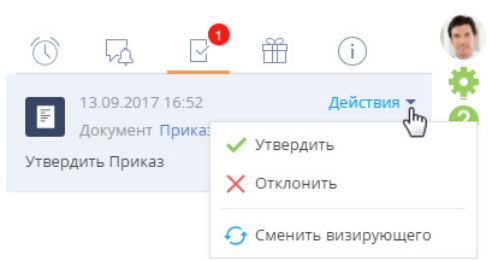 1
13.09.2017 16:52 Действия
Документ Приказ
Утвердить Приказ
Утвердить
Отклонить
Сменить визирующего